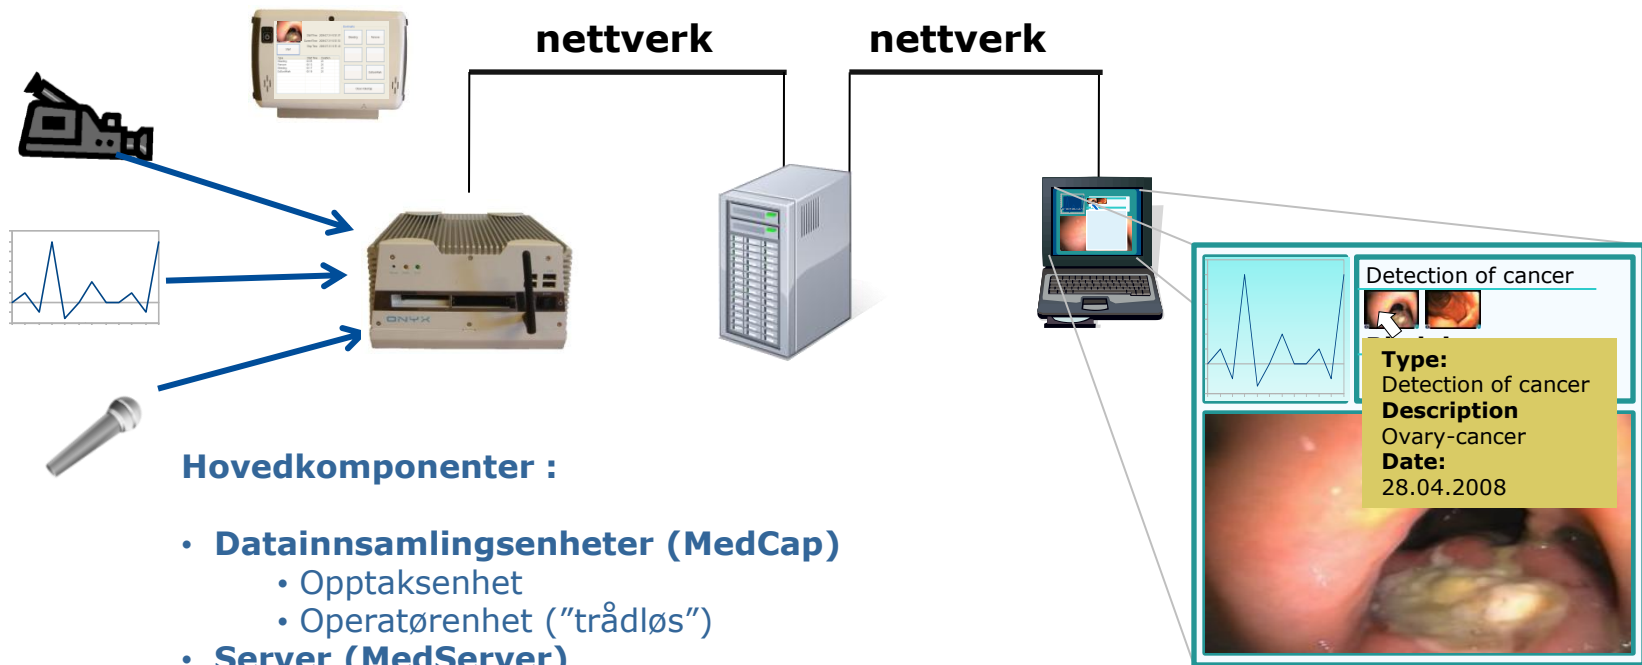 nettverk
nettverk
ONYX
Detection of cancer
Type:
Detection of cancer
Description
Ovary-cancer
Date:
28.04.2008
Hovedkomponenter :
• Datainnsamlingsenheter (MedCap)
• Opptaksenhet
• Operatørenhet (”trådløs”)
• Server (MedServer)